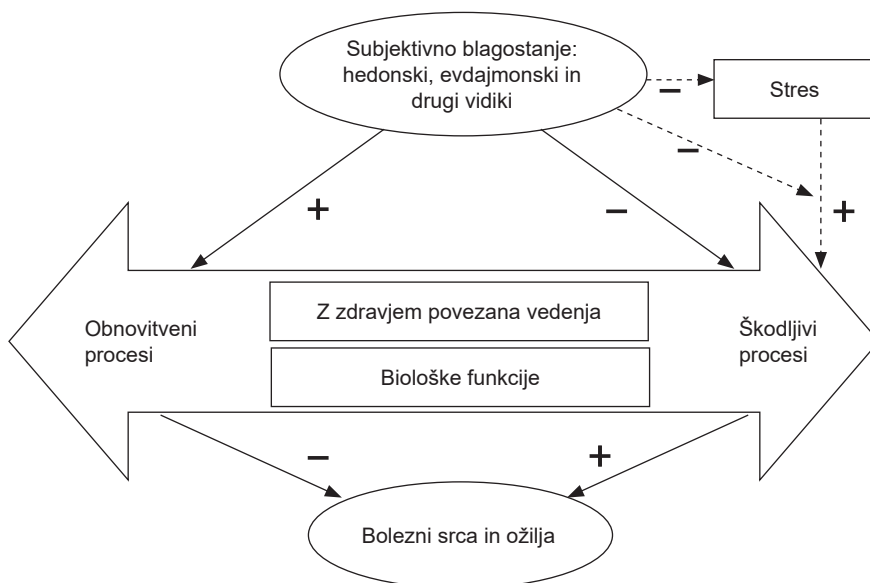 Subjektivno blagostanje:
hedonski, evdajmonski in
drugi vidiki
–
Stres
–
+
–
+
Z zdravjem povezana vedenja
Obnovitveni
procesi
Škodljivi
procesi
Biološke funkcije
–
+
Bolezni srca in ožilja